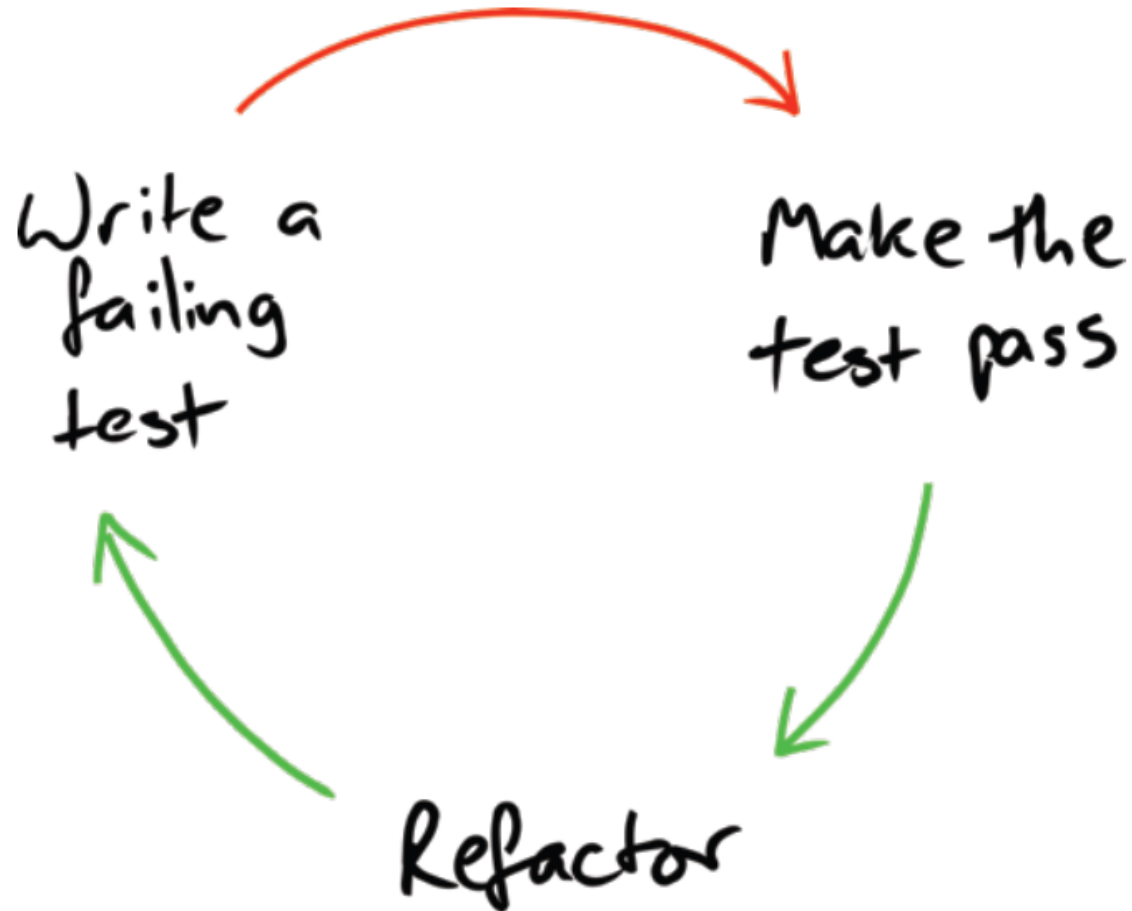 Write a
failing
test
Make the
test pass
Refactor